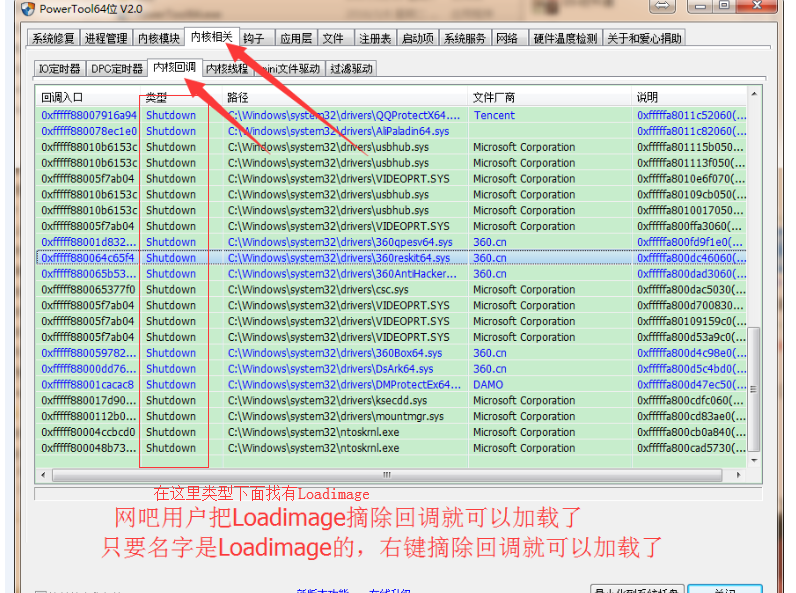 PowerTool64位 V2.0
系统修复 进程管理 内核模块 内核相关 钩子 应用层 文件 注册表 启动项 系统服务 网络 硬件温度检测 关于和爱心捐助
IO定时器 DPC定时器 内核回调 内核线程 mini文件驱动 过滤驱动
回调入口 类型 路径 文件厂商 说明
0xfffff88007916a94 Shutdown C:\Windows\system32\drivers\QQProtectX64.... Tencent 0xfffffa8011c52060(...
0xfffff880078ec1e0 Shutdown C:\Windows\system32\drivers\AliPaladin64.sys 0xfffffa8011c82060(...
0xfffff88010b6153c Shutdown C:\Windows\system32\drivers\usbhub.sys Microsoft Corporation 0xfffffa801115b050...
0xfffff88010b6153c Shutdown C:\Windows\system32\drivers\usbhub.sys Microsoft Corporation 0xfffffa801113f050(...
0xfffff88005f7ab04 Shutdown C:\Windows\system32\drivers\VIDEOPRT.SYS Microsoft Corporation 0xfffffa8010e6f070(...
0xfffff88010b6153c Shutdown C:\Windows\system32\drivers\usbhub.sys Microsoft Corporation 0xfffffa80109cb050(...
0xfffff88010b6153c Shutdown C:\Windows\system32\drivers\usbhub.sys Microsoft Corporation 0xfffffa8010017050...
0xfffff88005f7ab04 Shutdown C:\Windows\system32\drivers\VIDEOPRT.SYS Microsoft Corporation 0xfffffa800ffa3060(...
0xfffff88001d832... Shutdown C:\Windows\system32\drivers\360qpesv64.sys 360.cn 0xfffffa800fd9f1e0(...
0xfffff880064c65f4 Shutdown C:\Windows\system32\drivers\360reskit64.sys 360.cn 0xfffffa800dc46060(...
0xfffff880065b53... Shutdown C:\Windows\system32\drivers\360AntiHacker... 360.cn 0xfffffa800dad3060(...
0xfffff880065377f0 Shutdown C:\Windows\system32\drivers\csc.sys Microsoft Corporation 0xfffffa800dac5030(...
0xfffff88005f7ab04 Shutdown C:\Windows\system32\drivers\VIDEOPRT.SYS Microsoft Corporation 0xfffffa800d700830...
0xfffff88005f7ab04 Shutdown C:\Windows\system32\drivers\VIDEOPRT.SYS Microsoft Corporation 0xfffffa80109159c0(...
0xfffff88005f7ab04 Shutdown C:\Windows\system32\drivers\VIDEOPRT.SYS Microsoft Corporation 0xfffffa800d53a9c0(...
0xfffff880059782... Shutdown C:\Windows\system32\drivers\360Box64.sys 360.cn 0xfffffa800d4c98e0(...
0xfffff88000dd76... Shutdown C:\Windows\system32\drivers\DsArk64.sys 360.cn 0xfffffa800d5c4bd0(...
0xfffff88001cacac8 Shutdown C:\Windows\system32\drivers\DMProtectEx64... DAMO 0xfffffa800d47ec50(...
0xfffff880017d90... Shutdown C:\Windows\system32\drivers\ksecdd.sys Microsoft Corporation 0xfffffa800cdfc060(...
0xfffff8800112b0... Shutdown C:\Windows\system32\drivers\mountmgr.sys Microsoft Corporation 0xfffffa800cd83ae0(...
0xfffff80004ccbcd0 Shutdown C:\Windows\system32\ntoskrnl.exe Microsoft Corporation 0xfffffa800cb0a840(...
0xfffff800048b73... Shutdown C:\Windows\system32\ntoskrnl.exe Microsoft Corporation 0xfffffa800cad5730(...
在这里类型下面找有Loadimage
网吧用户把Loadimage摘除回调就可以加载了
只要名字是Loadimage的，右键摘除回调就可以加载了